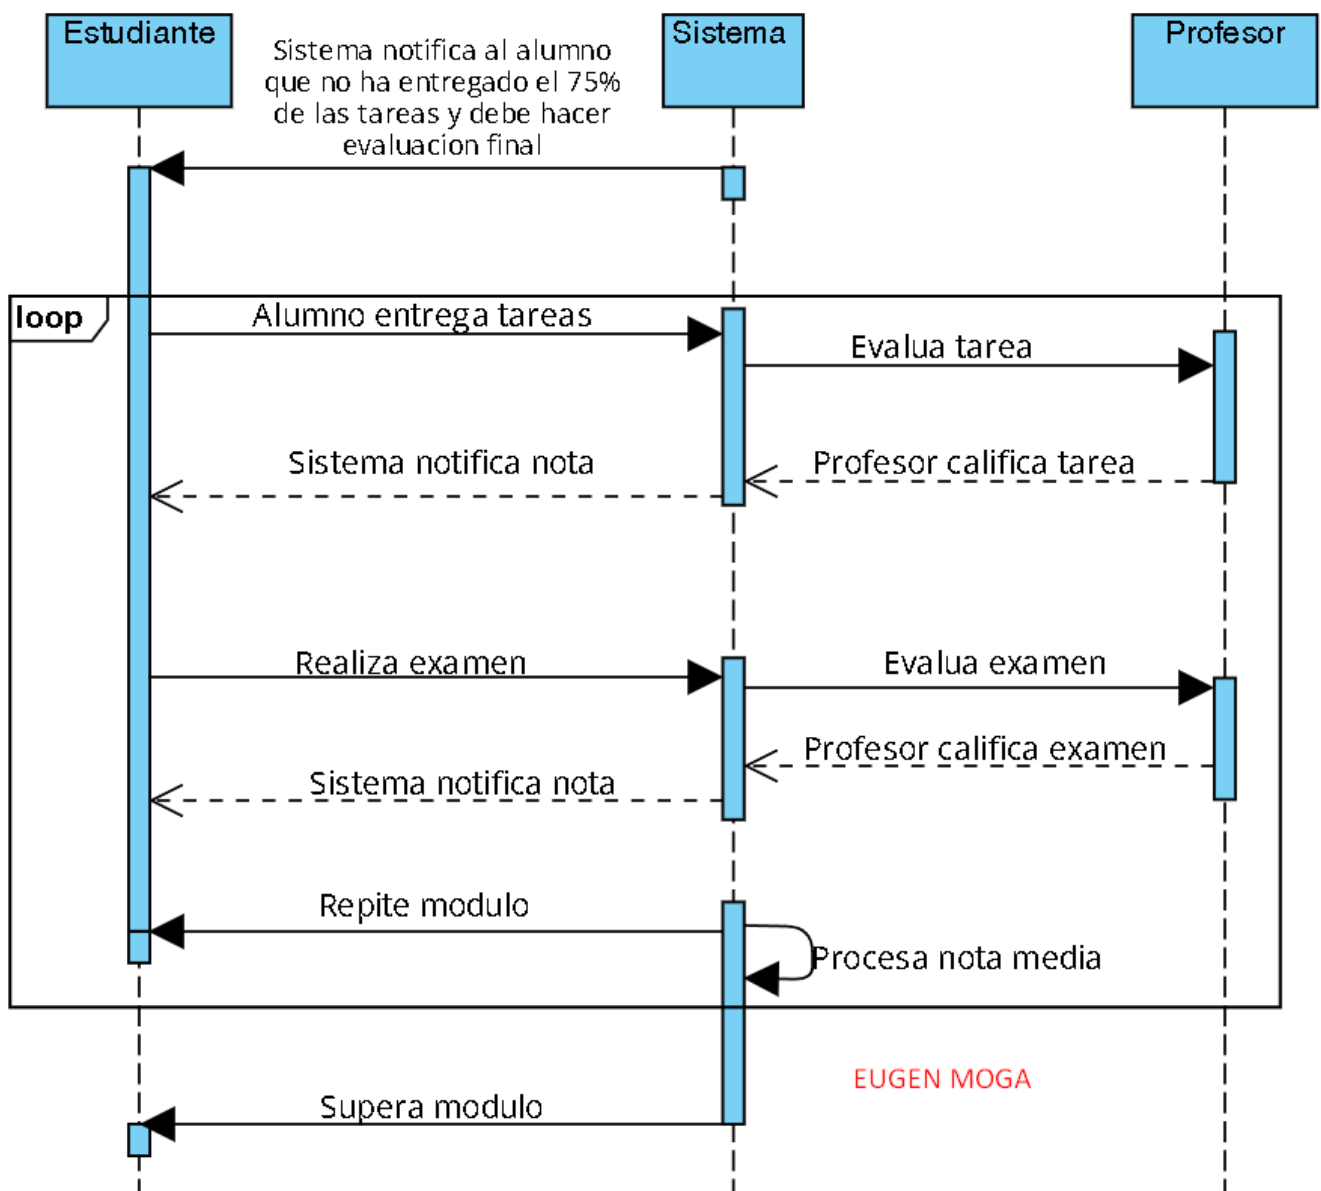 Estudiante
Sistema
Profesor
Sistema notifica al alumno
que no ha entregado el 75%
de las tareas y debe hacer
evaluacion final
loop
Alumno entrega tareas
Evalua tarea
Sistema notifica nota
Profesor califica tarea
Realiza examen
Evalua examen
Profesor califica examen
Sistema notifica nota
Repite modulo
Procesa nota media
EUGEN MOGA
Supera modulo